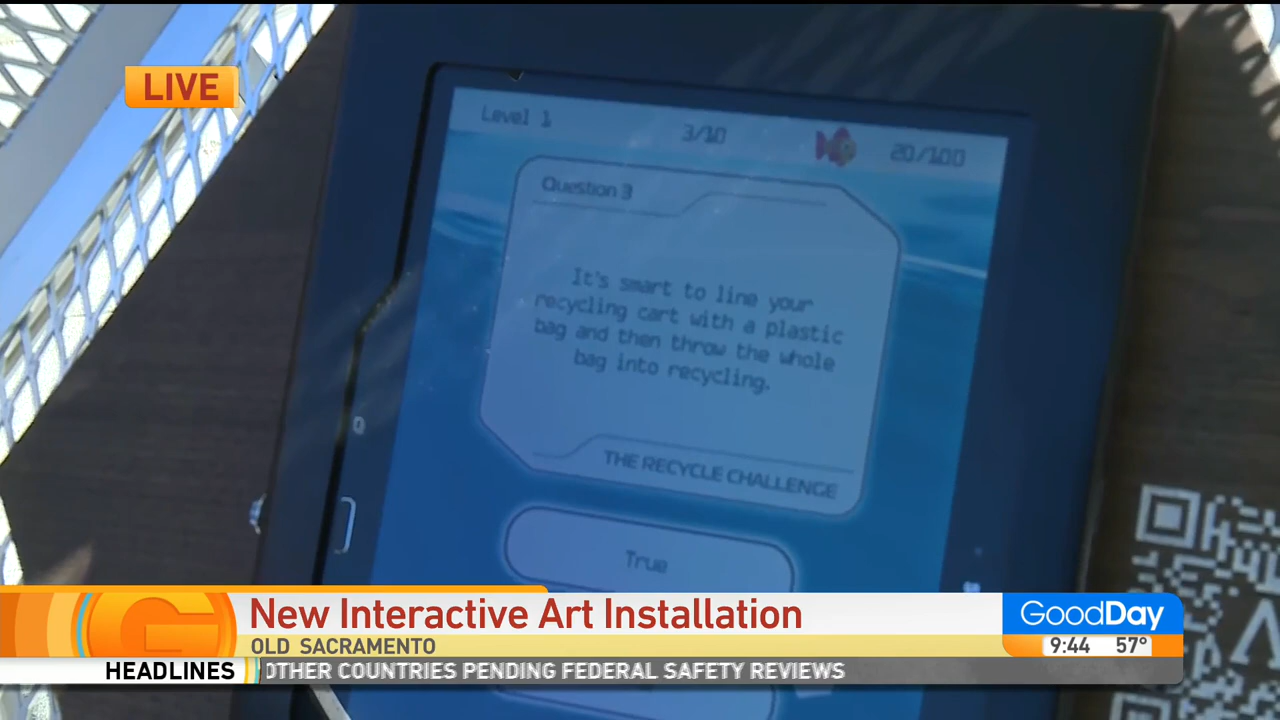 LIVE
Level 1
3/10
20/100
Question 3
It's smart to line your
recycling cart with a plastic
bag and then throw the whole
bag into recycling.
THE RECYCLE CHALLENGE
True
New Interactive Art Installation
OLD SACRAMENTO
GoodDay
9:44 57°
HEADLINES
OTHER COUNTRIES PENDING FEDERAL SAFETY REVIEWS